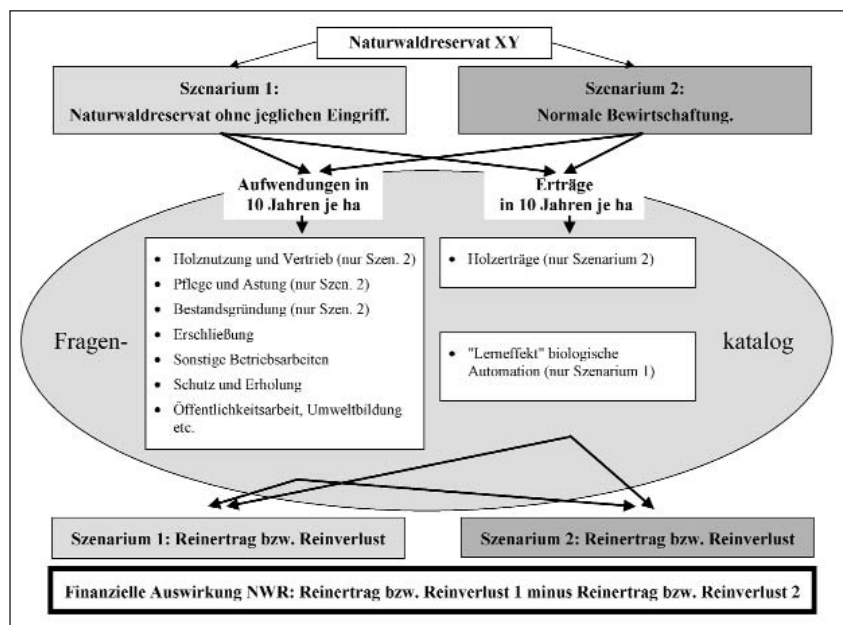 Naturwaldreservat XY
Szenarium 1:
Naturwaldreservat ohne jeglichen Eingriff.
Szenarium 2:
Normale Bewirtschaftung.
Aufwendungen in
10 Jahren je ha
Erträge
in 10 Jahren je ha
• Holznutzung und Vertrieb (nur Szen. 2)
• Pflege und Astung (nur Szen. 2)
• Bestandsgründung (nur Szen. 2)
• Erschließung
• Sonstige Betriebsarbeiten
• Schutz und Erholung
• Öffentlichkeitsarbeit, Umweltbildung
etc.
• Holzerträge (nur Szenarium 2)
• "Lerneffekt" biologische
Automation (nur Szenarium 1)
Fragen-
katalog
Szenarium 1: Reinertrag bzw. Reinverlust
Szenarium 2: Reinertrag bzw. Reinverlust
Finanzielle Auswirkung NWR: Reinertrag bzw. Reinverlust 1 minus Reinertrag bzw. Reinverlust 2